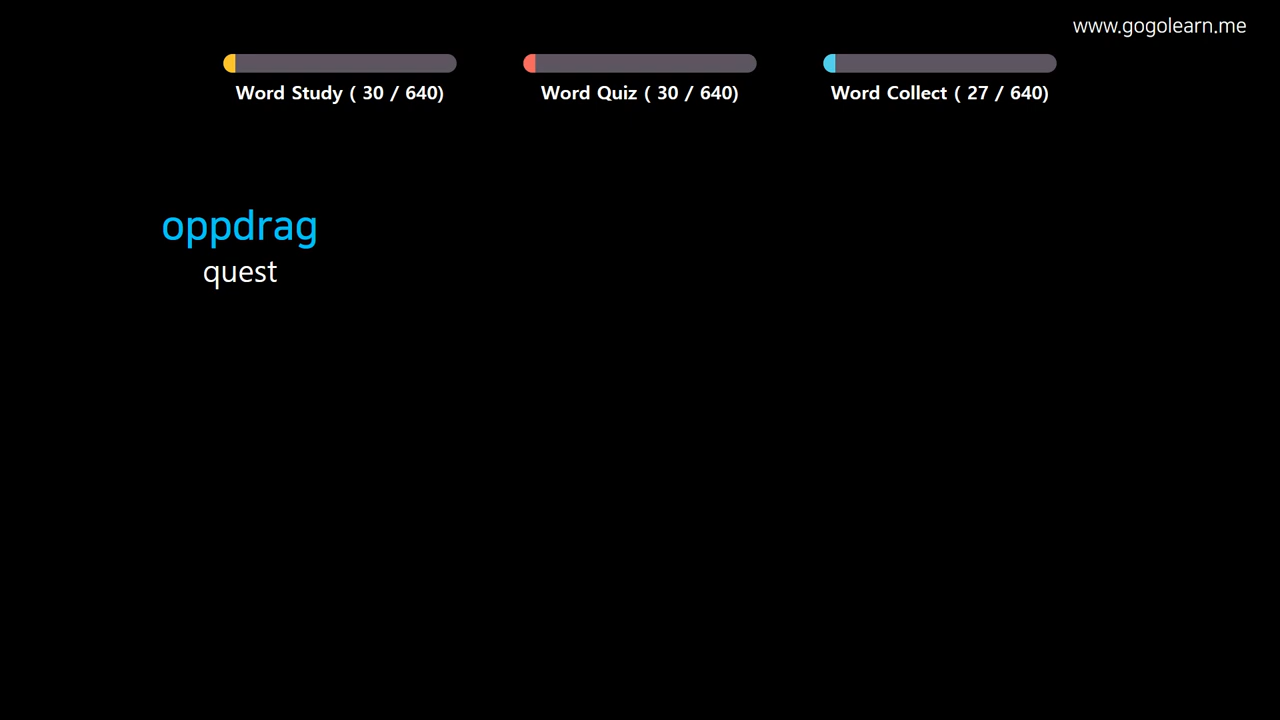 www.gogolearn.me
Word Study ( 30 / 640)
Word Quiz ( 30 / 640)
Word Collect ( 27 / 640)
oppdrag
quest